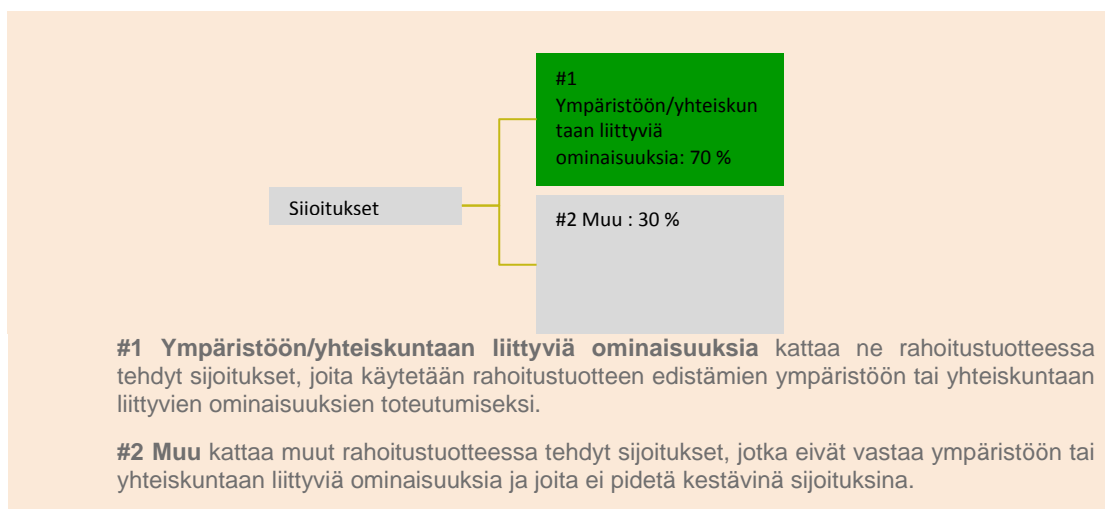 #1
Ympäristöön/yhteiskun
taan liittyviä
ominaisuuksia: 70 %
Sijoitukset
#2 Muu : 30 %
#1 Ympäristöön/yhteiskuntaan liittyviä ominaisuuksia kattaa ne rahoitustuotteessa
tehdyt sijoitukset, joita käytetään rahoitustuotteen edistämien ympäristöön tai yhteiskuntaan
liittyvien ominaisuuksien toteutumiseksi.
#2 Muu kattaa muut rahoitustuotteessa tehdyt sijoitukset, jotka eivät vastaa ympäristöön tai
yhteiskuntaan liittyviä ominaisuuksia ja joita ei pidetä kestävinä sijoituksina.